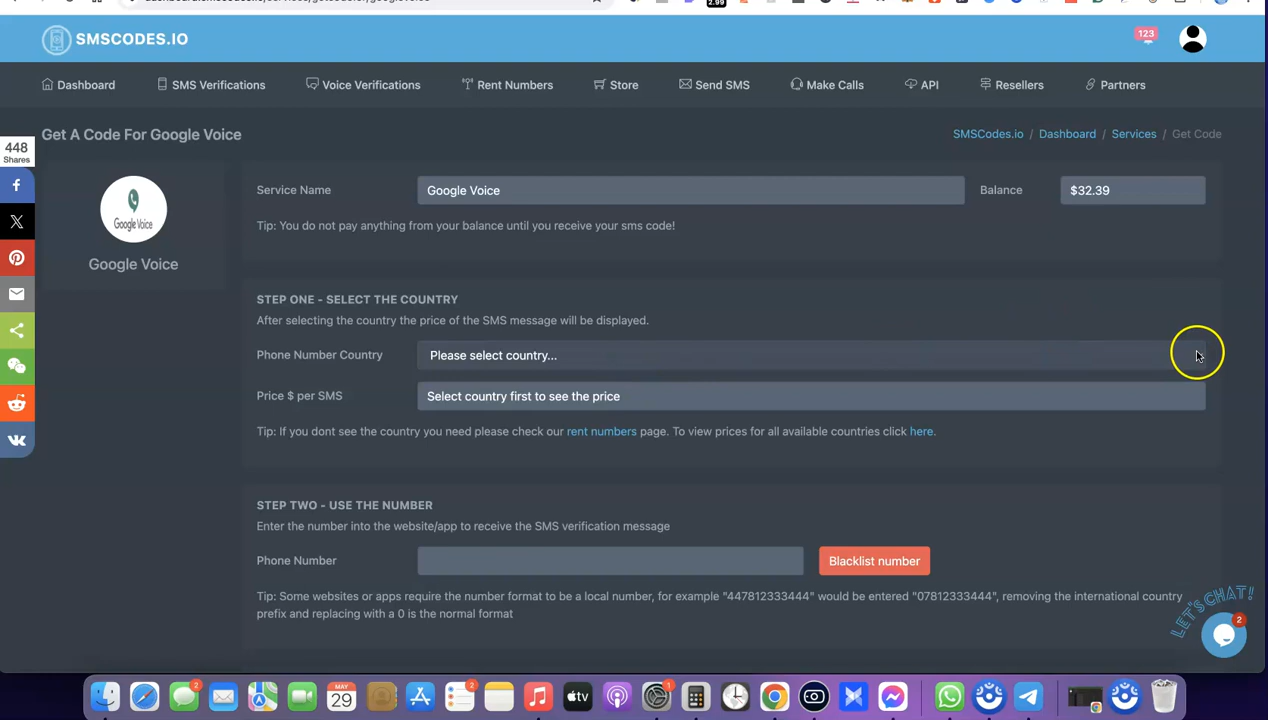 2.99
SMSCODES.IO
123
Dashboard SMS Verifications Voice Verifications Rent Numbers Store Send SMS Make Calls API Resellers Partners
Get A Code For Google Voice
SMSCodes.io / Dashboard / Services / Get Code
448
Shares
Google Voice
Google Voice
Service Name Google Voice Balance $32.39
Tip: You do not pay anything from your balance until you receive your sms code!
STEP ONE - SELECT THE COUNTRY
After selecting the country the price of the SMS message will be displayed.
Phone Number Country Please select country...
Price $ per SMS Select country first to see the price
Tip: If you dont see the country you need please check our rent numbers page. To view prices for all available countries click here.
STEP TWO - USE THE NUMBER
Enter the number into the website/app to receive the SMS verification message
Phone Number Blacklist number
Tip: Some websites or apps require the number format to be a local number, for example "447812333444" would be entered "07812333444", removing the international country
prefix and replacing with a 0 is the normal format
LET'S CHAT!
2
2
MAY
29
2
tv
1